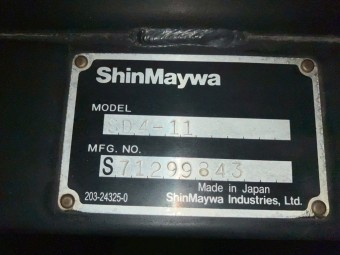 ShinMaywa
MODEL
SD4-11
MFG. NO.
S71299843
Made in Japan
203-24325-0 ShinMaywa Industries, Ltd.